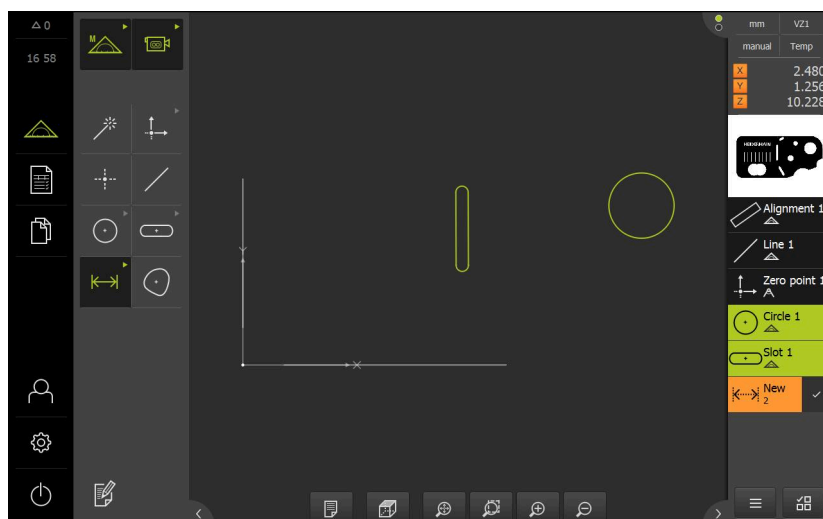 △ 0
16 58
M
mm
VZ1
manual
Temp
X
2.480
Y
1.256
Z
10.228
HEIDENHAIN
Alignment 1
Line 1
Zero point 1
Circle 1
Slot 1
New
2
Y
X